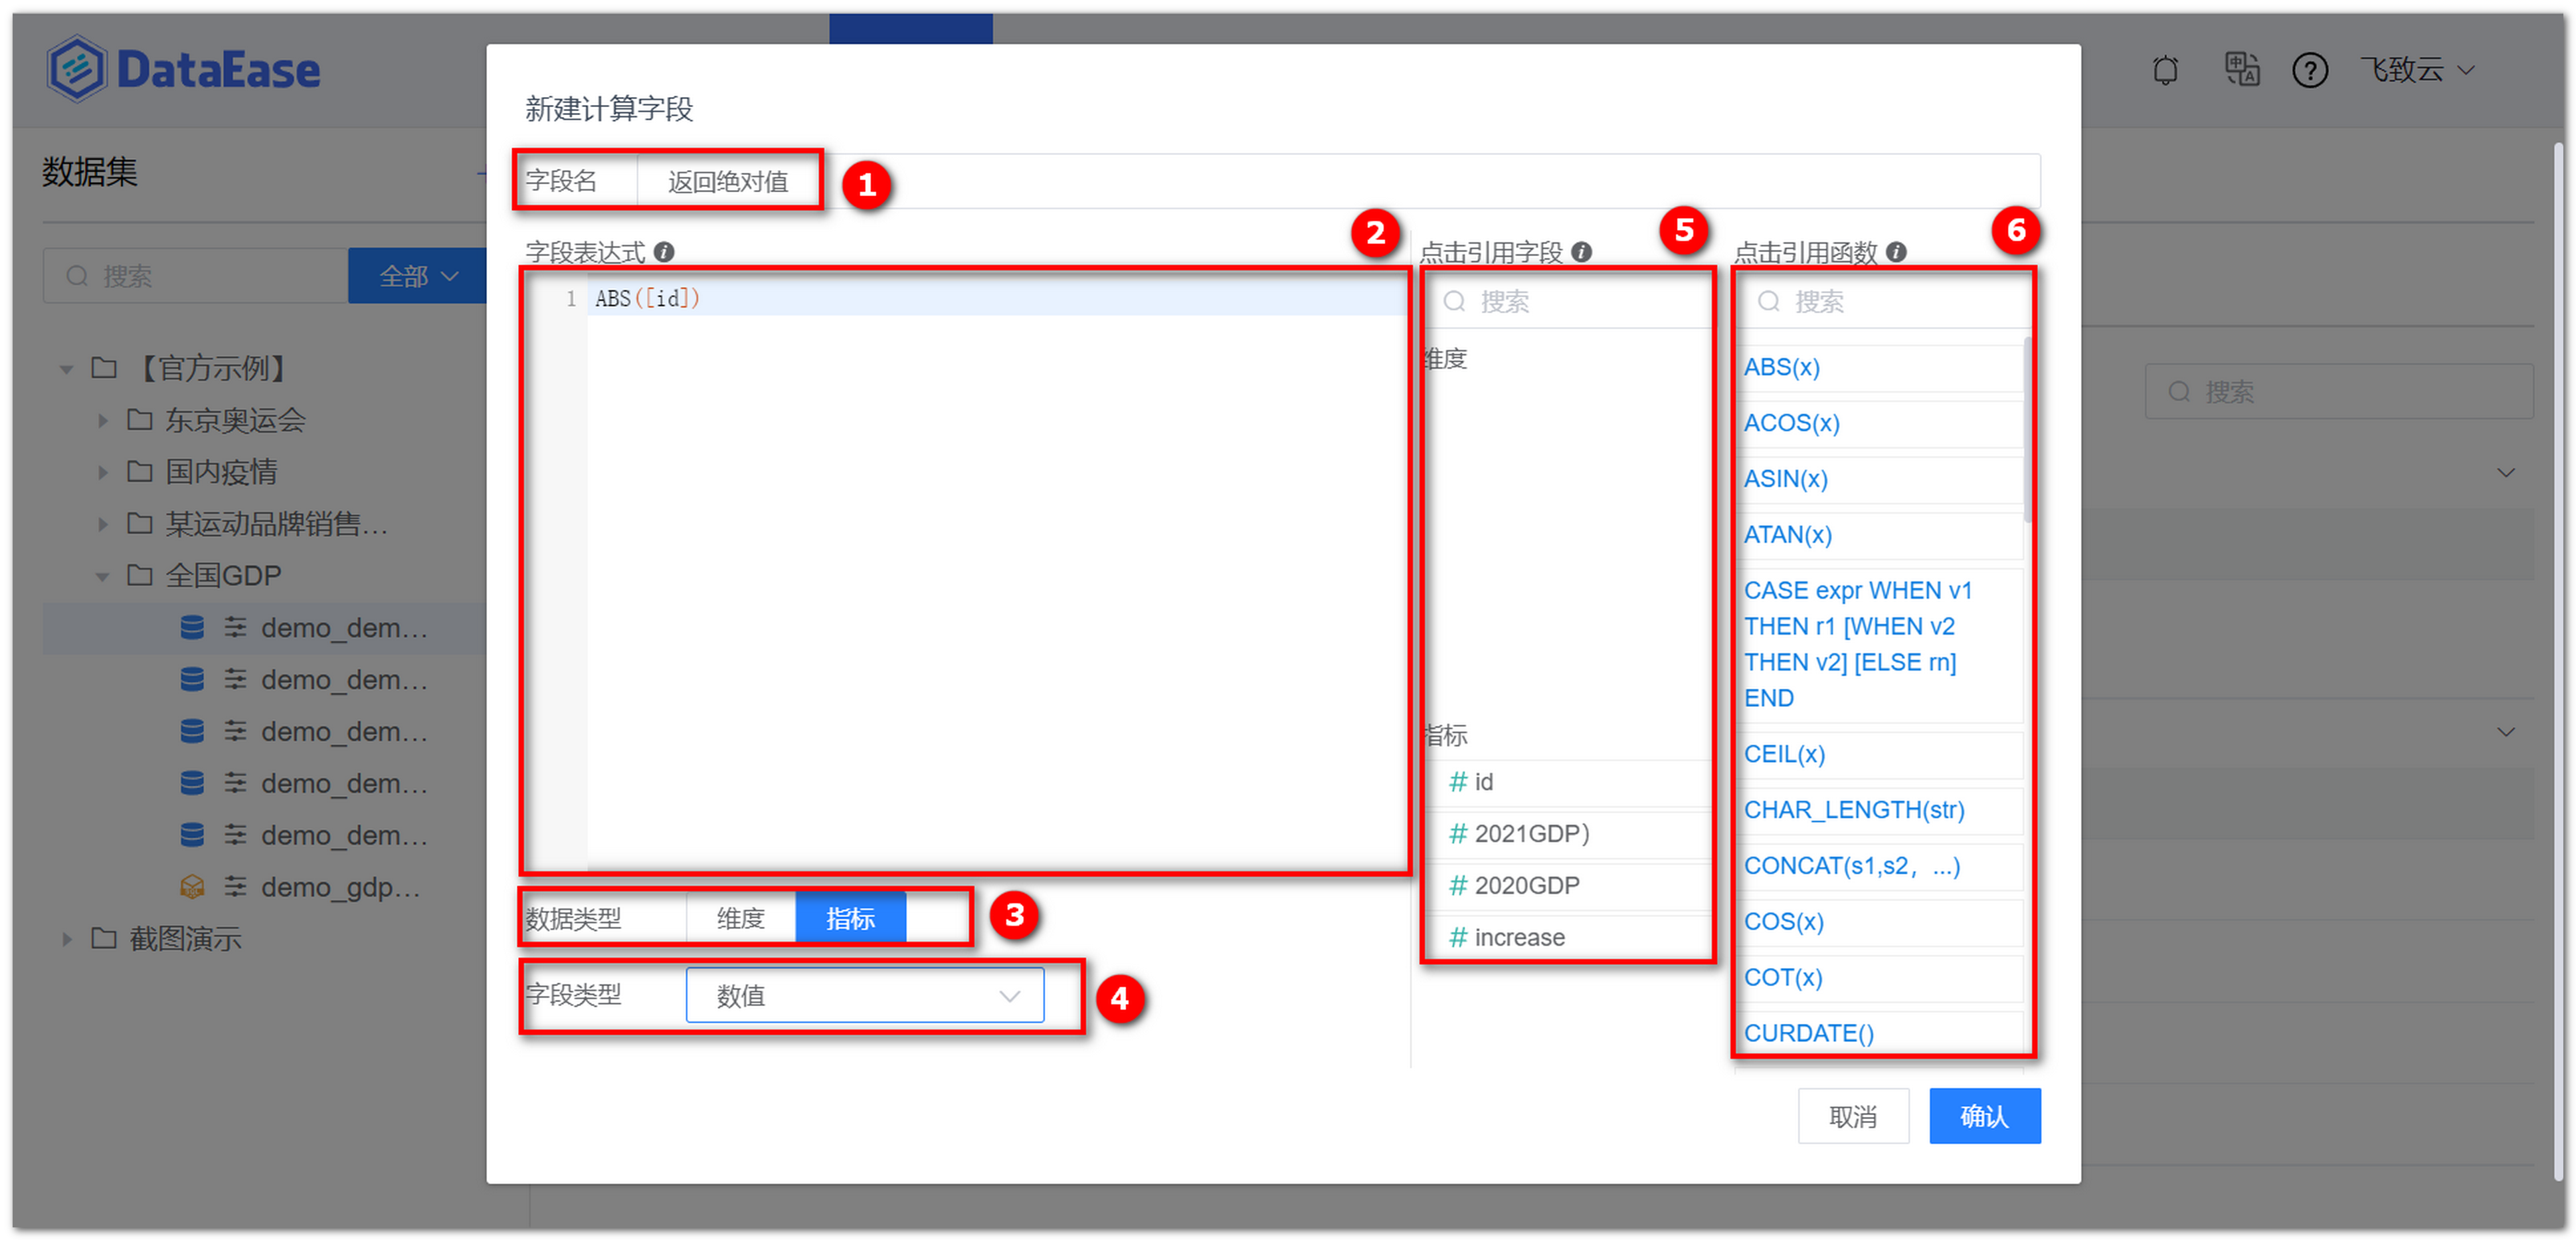 DataEase
飞致云
数据集
搜索
全部
【官方示例】
东京奥运会
国内疫情
某运动品牌销售...
全国GDP
demo_dem...
demo_dem...
demo_dem...
demo_dem...
demo_dem...
demo_gdp...
截图演示
新建计算字段
字段名 返回绝对值
1
字段表达式
2
1 ABS([id])
数据类型 维度 指标
3
字段类型 数值
4
点击引用字段
5
搜索
维度
指标
# id
# 2021GDP)
# 2020GDP
# increase
点击引用函数
6
搜索
ABS(x)
ACOS(x)
ASIN(x)
ATAN(x)
CASE expr WHEN v1
THEN r1 [WHEN v2
THEN v2] [ELSE rn]
END
CEIL(x)
CHAR_LENGTH(str)
CONCAT(s1,s2，...)
COS(x)
COT(x)
CURDATE()
取消 确认
搜索